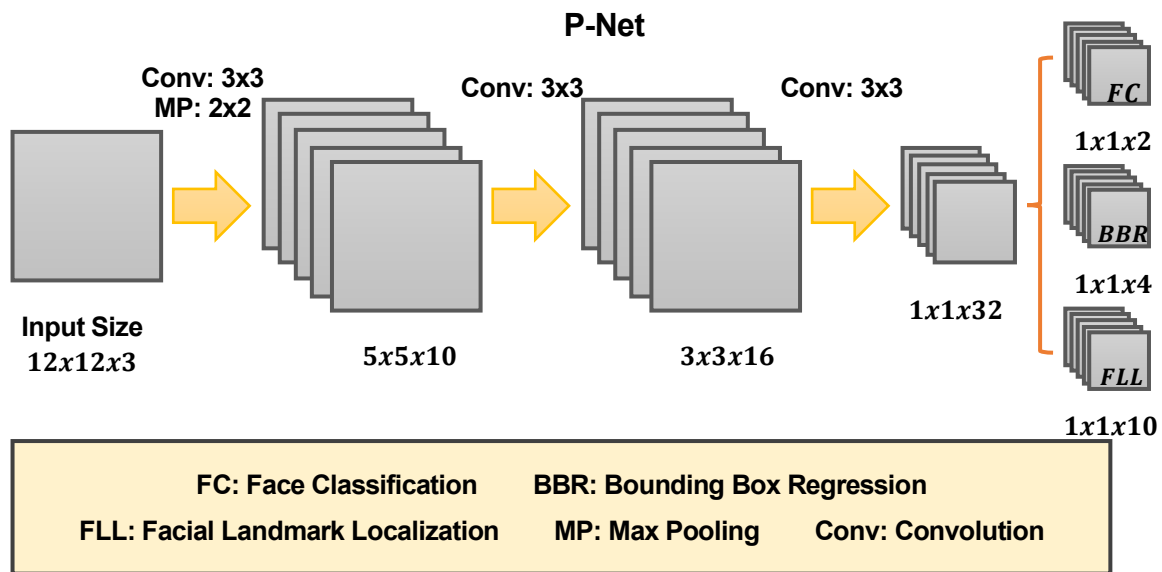 P-Net
Conv: 3x3
MP: 2x2
Conv: 3x3
Conv: 3x3
FC
1x1x2
BBR
1x1x4
FLL
1x1x10
Input Size
12x12x3
5x5x10
3x3x16
1x1x32
FC: Face Classification BBR: Bounding Box Regression
FLL: Facial Landmark Localization MP: Max Pooling Conv: Convolution